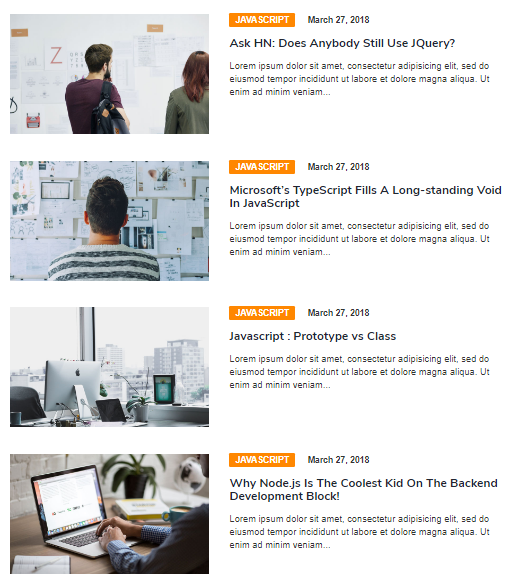 JAVASCRIPT March 27, 2018
Ask HN: Does Anybody Still Use JQuery?
Lorem ipsum dolor sit amet, consectetur adipisicing elit, sed do
eiusmod tempor incididunt ut labore et dolore magna aliqua. Ut
enim ad minim veniam...
JAVASCRIPT March 27, 2018
Microsoft's TypeScript Fills A Long-standing Void
In JavaScript
Lorem ipsum dolor sit amet, consectetur adipisicing elit, sed do
eiusmod tempor incididunt ut labore et dolore magna aliqua. Ut
enim ad minim veniam...
JAVASCRIPT March 27, 2018
Javascript : Prototype vs Class
Lorem ipsum dolor sit amet, consectetur adipisicing elit, sed do
eiusmod tempor incididunt ut labore et dolore magna aliqua. Ut
enim ad minim veniam...
JAVASCRIPT March 27, 2018
Why Node.js Is The Coolest Kid On The Backend
Development Block!
Lorem ipsum dolor sit amet, consectetur adipisicing elit, sed do
eiusmod tempor incididunt ut labore et dolore magna aliqua. Ut
enim ad minim veniam...